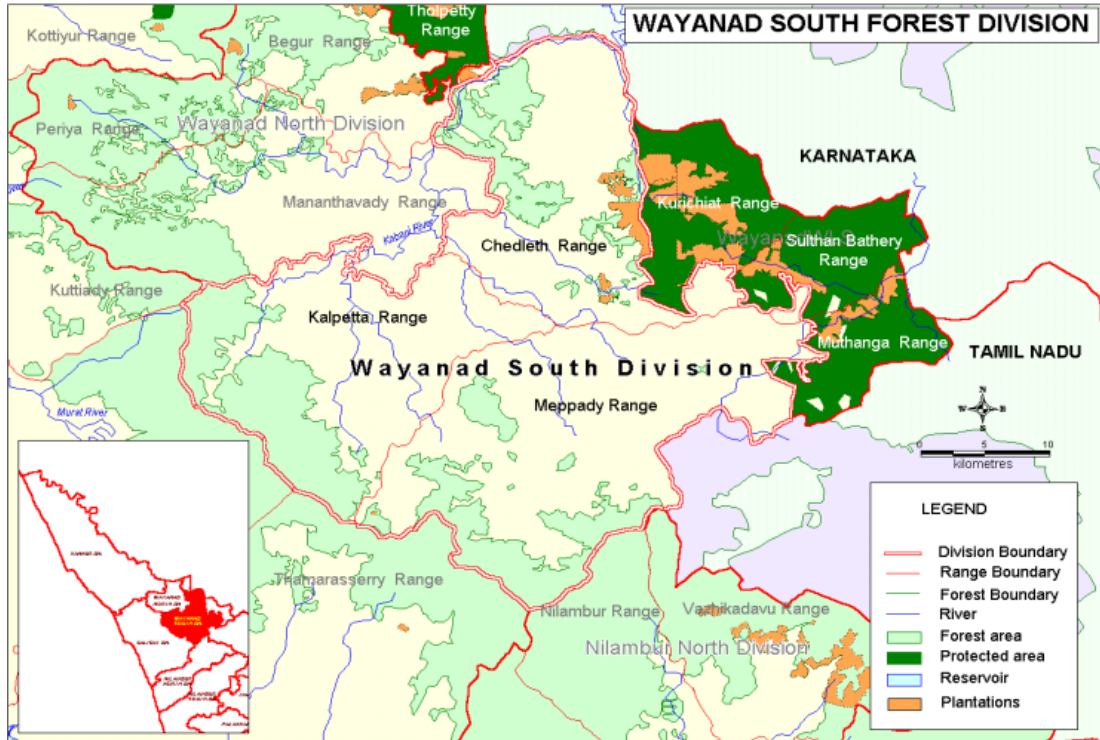 WAYANAD SOUTH FOREST DIVISION
Tholpetty
Range
Kottiyur Range
Begur Range
Periya Range
Wayanad North Division
KARNATAKA
Mananthavady Range
Kurichiat Range
Kabani River
Chedleth Range
WayanadWLS
Sulthan Bathery
Range
Kuttiady Range
Kalpetta Range
Muthanga Range
TAMIL NADU
Wayanad South Division
Meppady Range
N
W E
S
0 5 10
kilometres
LEGEND
Division Boundary
Range Boundary
Forest Boundary
River
Forest area
Protected area
Reservoir
Plantations
Thamarasserry Range
Nilambur Range
Vazhikadavu Range
Nilambur North Division